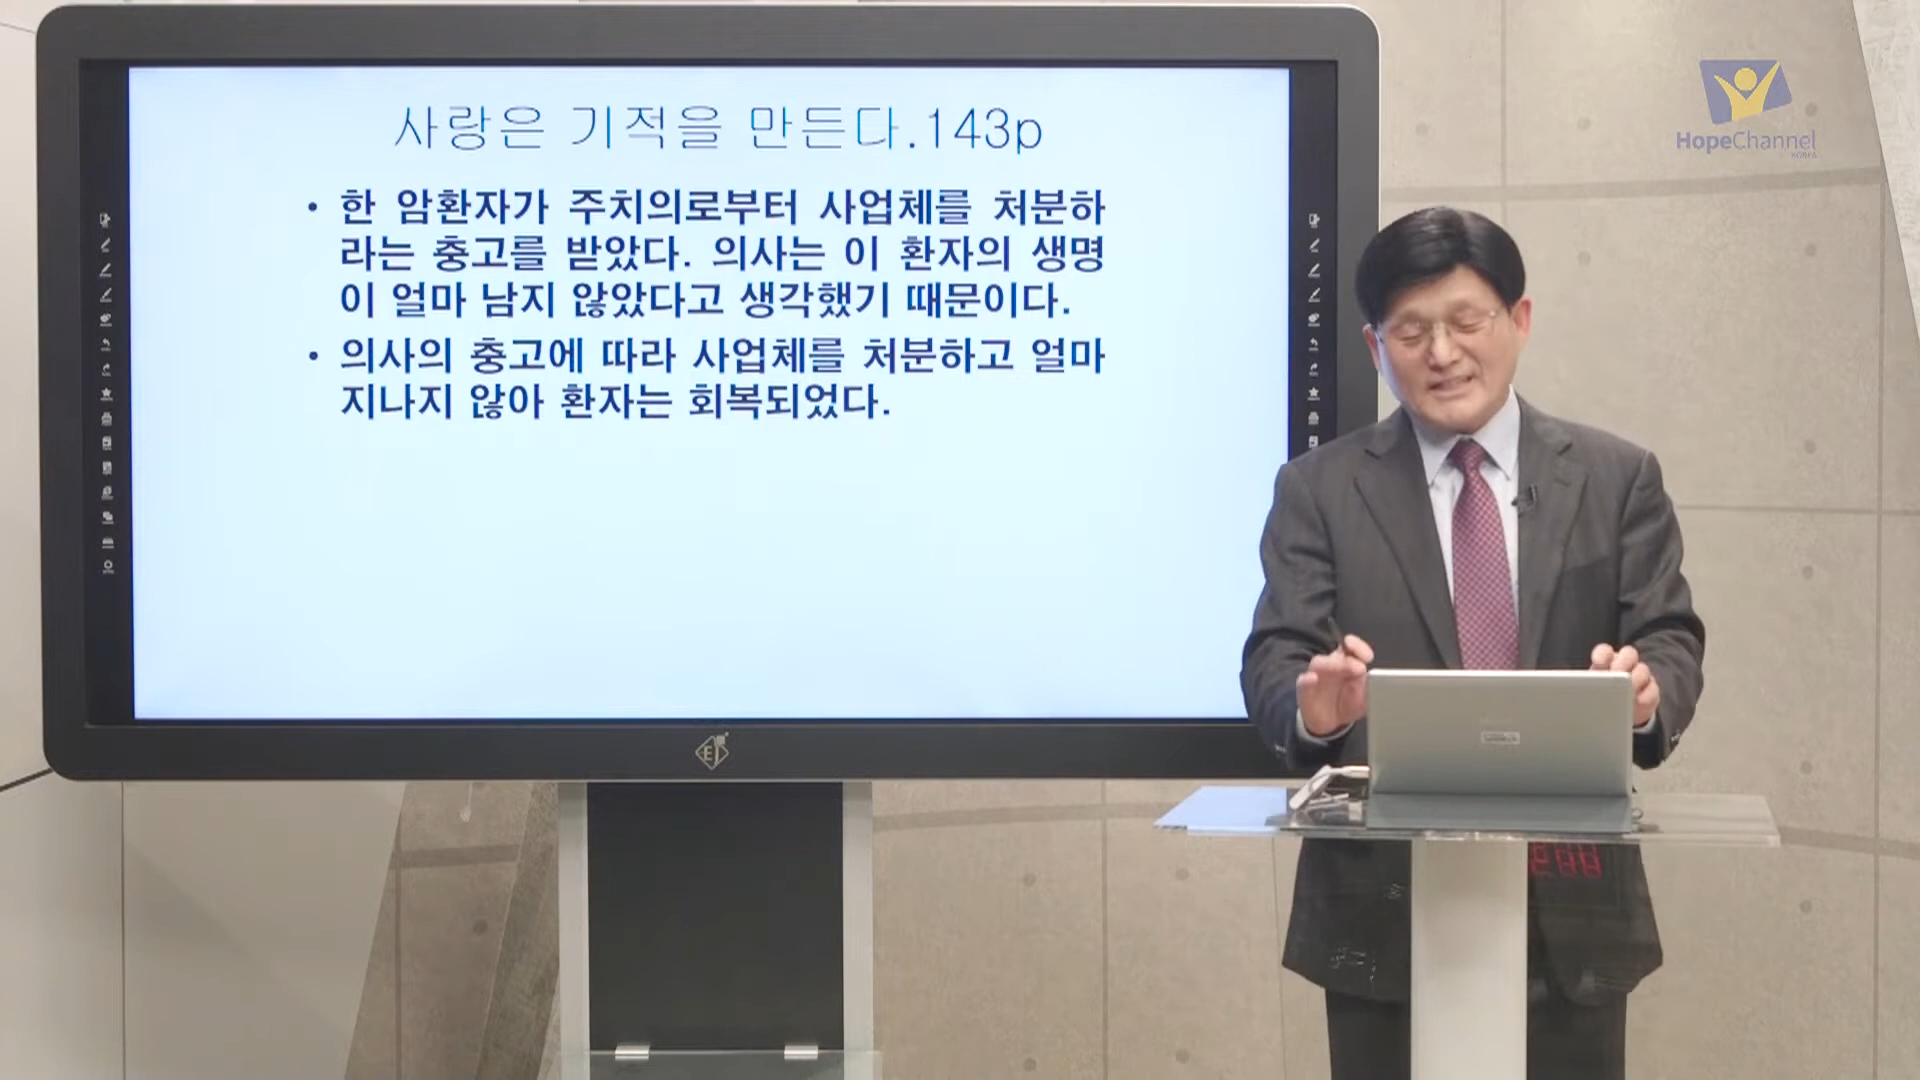 사랑은 기적을 만든다.143p
• 한 암환자가 주치의로부터 사업체를 처분하
라는 충고를 받았다. 의사는 이 환자의 생명
이 얼마 남지 않았다고 생각했기 때문이다.
• 의사의 충고에 따라 사업체를 처분하고 얼마
지나지 않아 환자는 회복되었다.
HopeChannel
KOREA